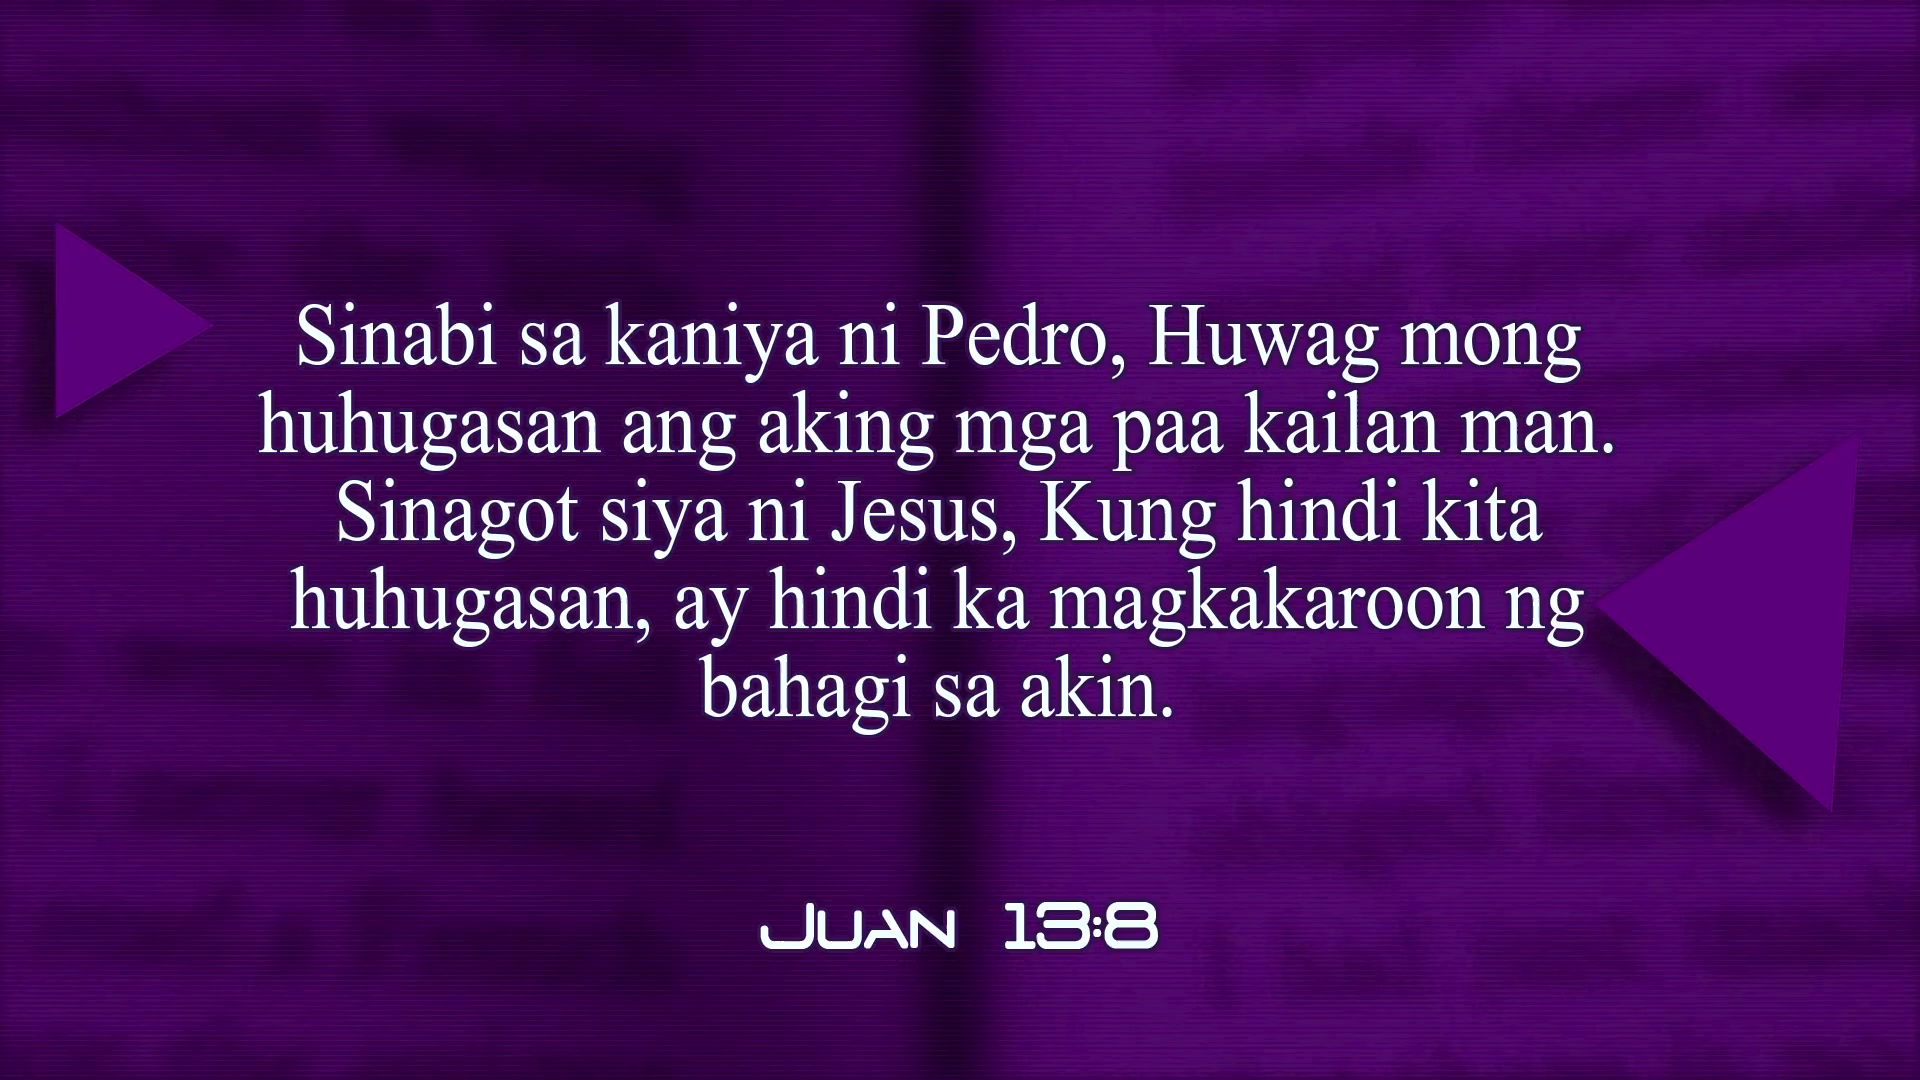 Sinabi sa kaniya ni Pedro, Huwag mong
huhugasan ang aking mga paa kailan man.
Sinagot siya ni Jesus, Kung hindi kita
huhugasan, ay hindi ka magkakaroon ng
bahagi sa akin.
Juan 13:8